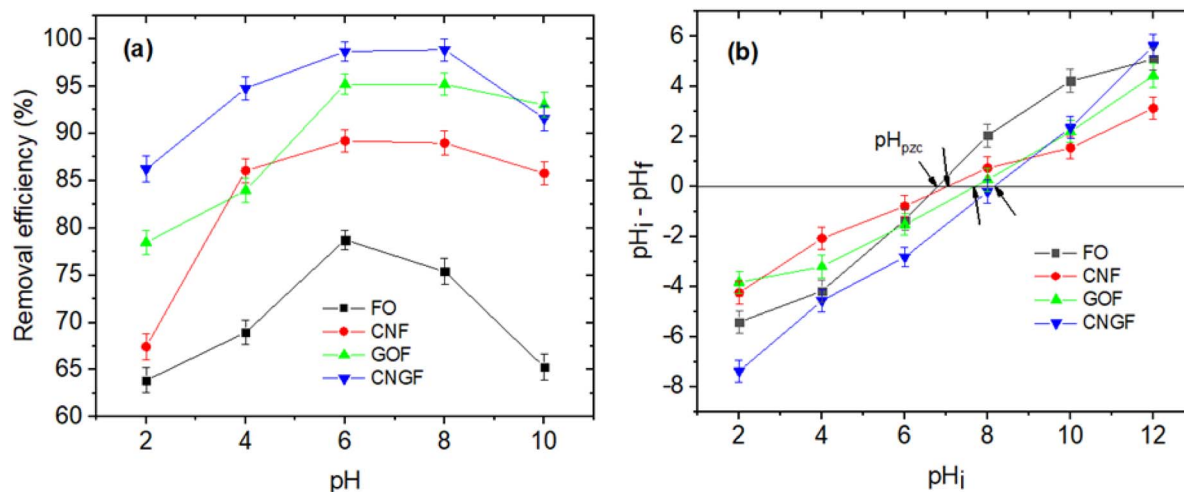 (a)
Removal efficiency (%)
100
95
90
85
80
75
70
65
60
FO
CNF
GOF
CNGF
2 4 6 8 10
pH
(b)
pHi - pHf
6
4
2
0
-2
-4
-6
-8
pHpzc
FO
CNF
GOF
CNGF
2 4 6 8 10 12
pHi